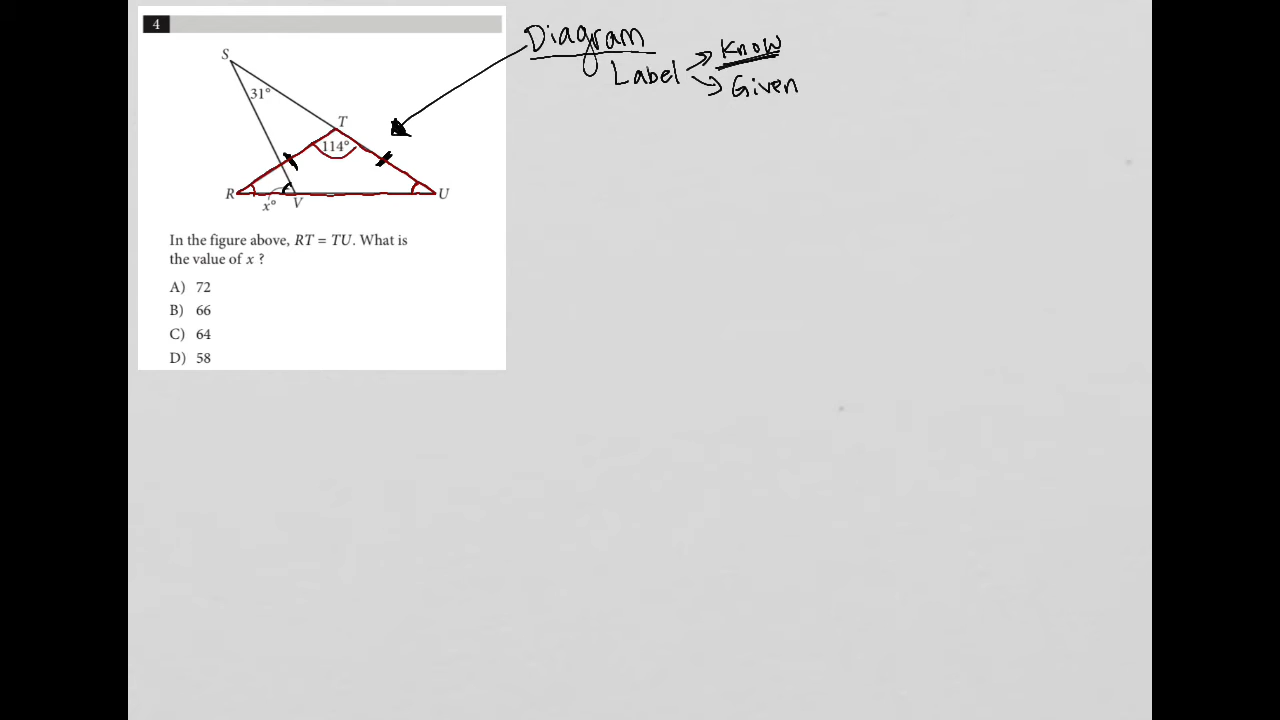 4
S
31°
T
114°
R
x°
V
U
In the figure above, RT = TU. What is
the value of x ?
A) 72
B) 66
C) 64
D) 58
Diagram
Label
Know
Given